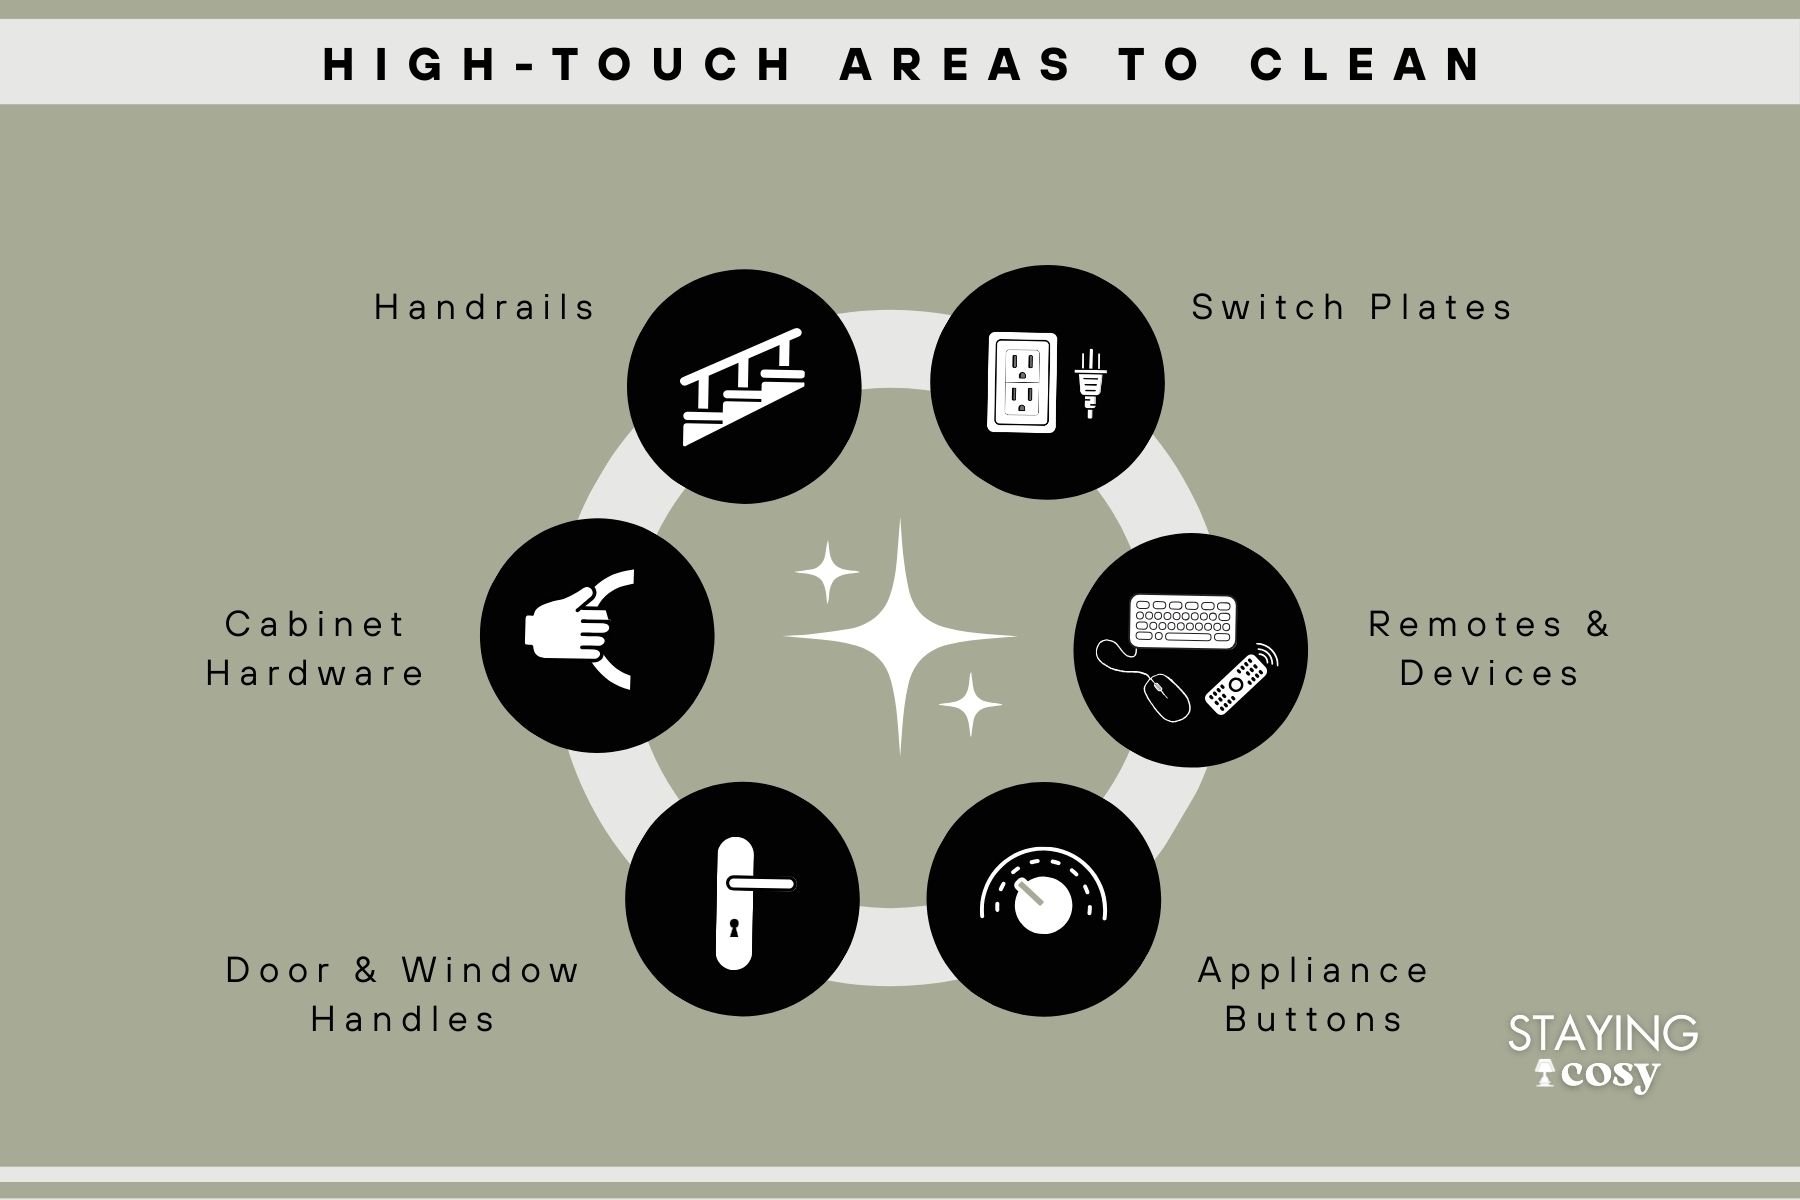 HIGH-TOUCH AREAS TO CLEAN
Handrails
Switch Plates
Cabinet
Hardware
Remotes &
Devices
Door & Window
Handles
Appliance
Buttons
STAYING
cosy